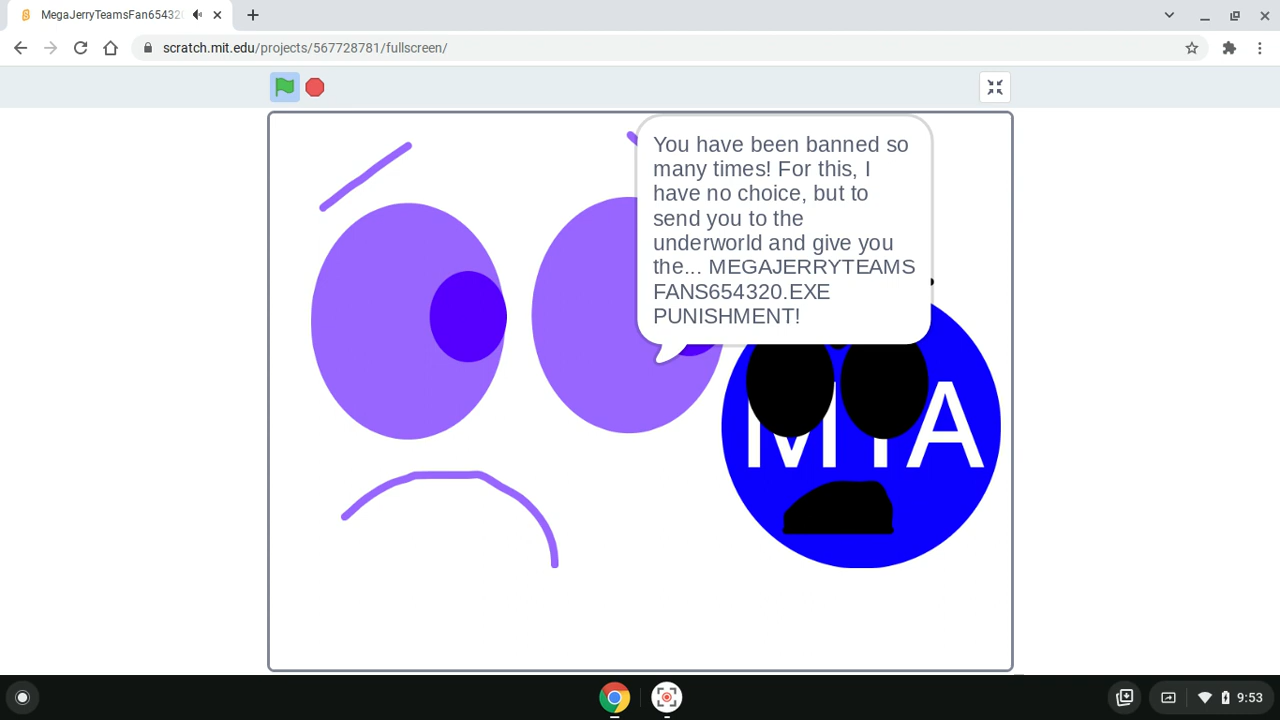 MegaJerryTeamsFan65432
scratch.mit.edu/projects/567728781/fullscreen/
You have been banned so
many times! For this, I
have no choice, but to
send you to the
underworld and give you
the... MEGAJERRYTEAMS
FANS654320.EXE
PUNISHMENT!
9:53